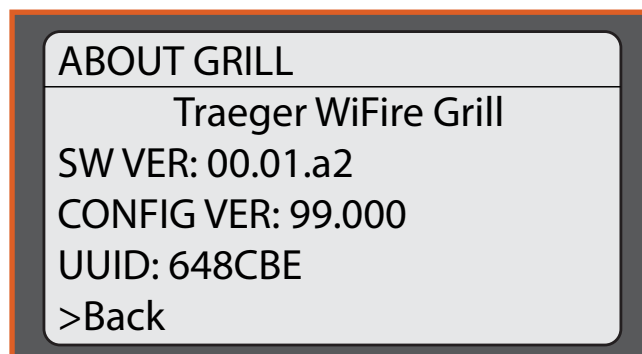 ABOUT GRILL
Traeger WiFire Grill
SW VER: 00.01.a2
CONFIG VER: 99.000
UUID: 648CBE
>Back